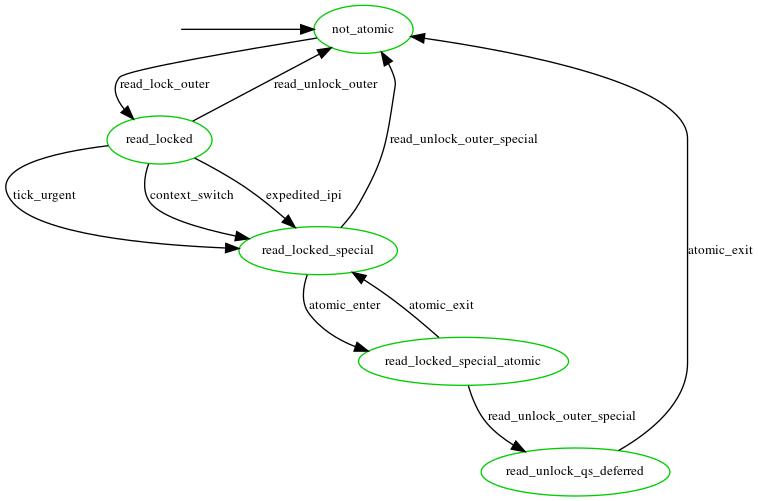 not_atomic
read_lock_outer
read_unlock_outer
read_locked
read_unlock_outer_special
tick_urgent
context_switch
expedited_ipi
read_locked_special
atomic_exit
atomic_enter
atomic_exit
read_locked_special_atomic
read_unlock_outer_special
read_unlock_qs_deferred